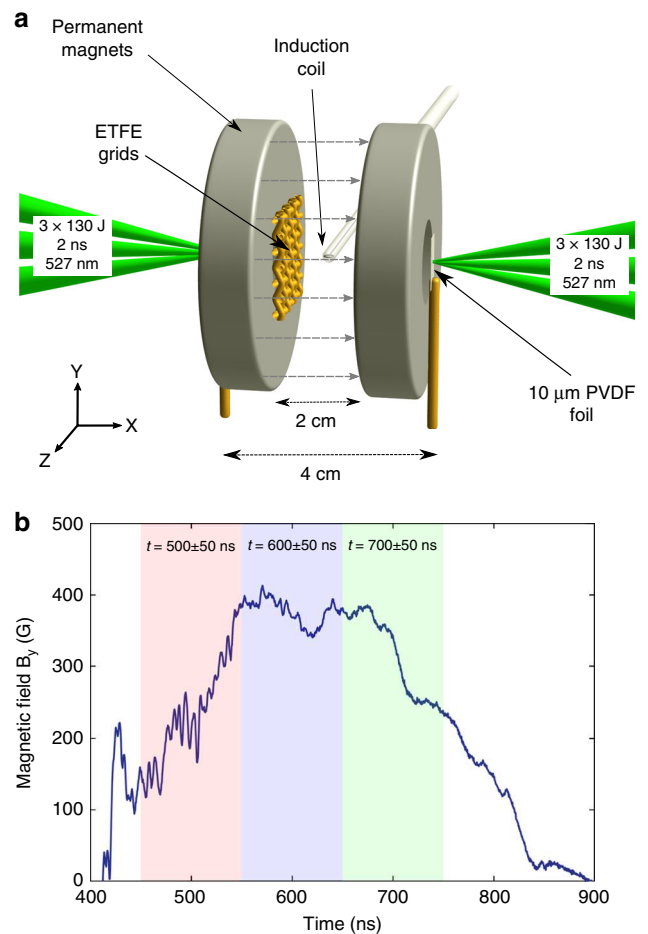 a
Permanent
magnets
Induction
coil
ETFE
grids
3 × 130 J
2 ns
527 nm
3 × 130 J
2 ns
527 nm
10 µm PVDF
foil
Y
X
Z
2 cm
4 cm
b
500
400
300
200
100
0
Magnetic field By (G)
t = 500±50 ns
t = 600±50 ns
t = 700±50 ns
400
500
600
700
800
900
Time (ns)